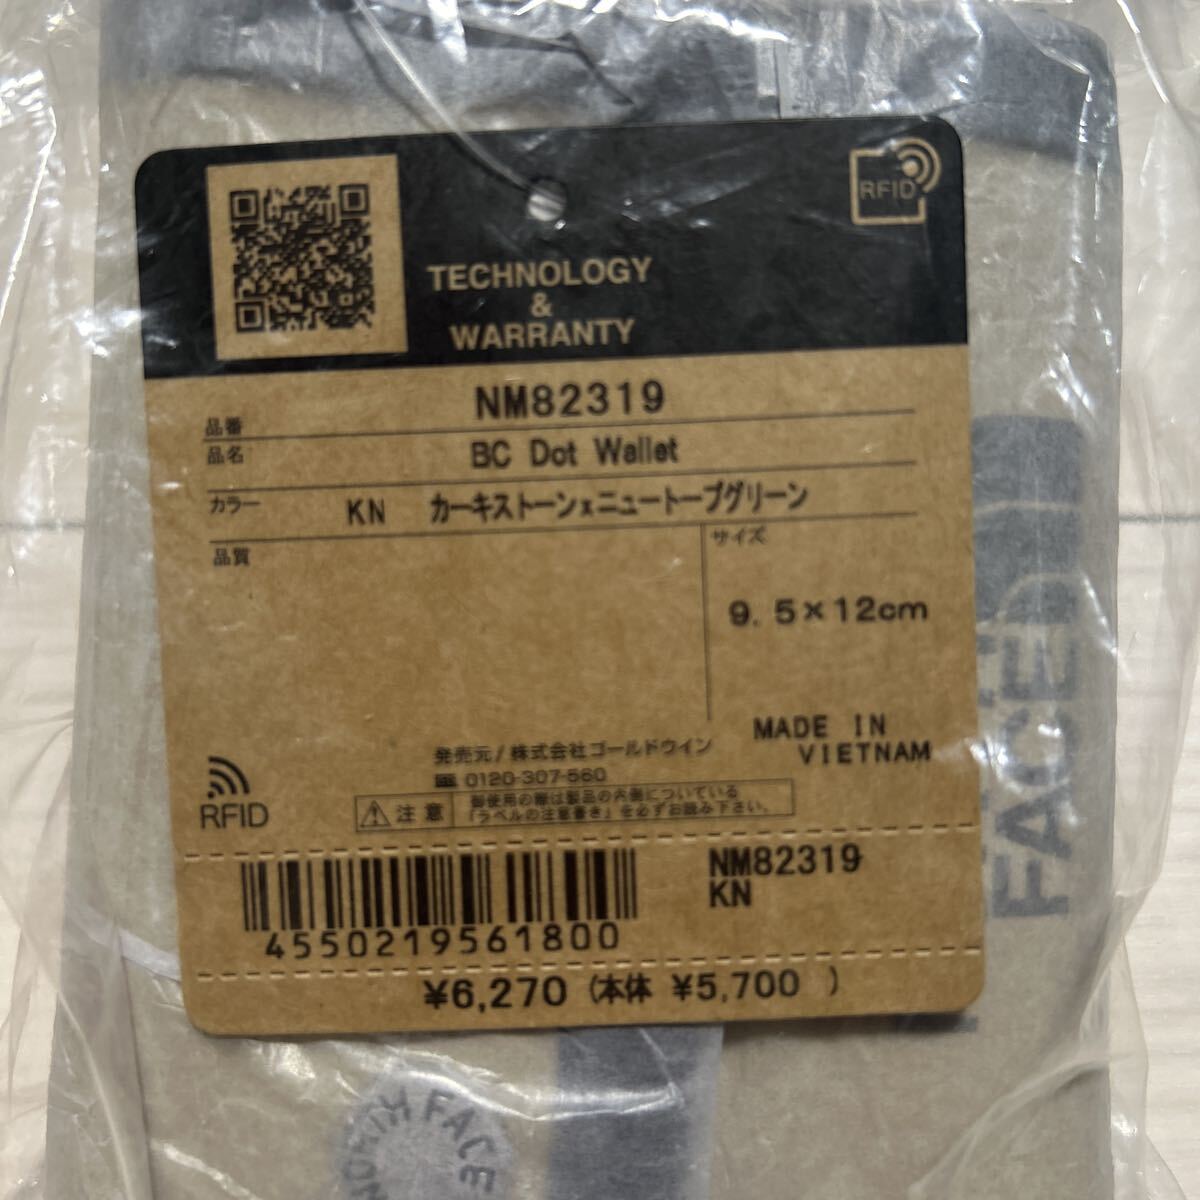 RFID
TECHNOLOGY
&
WARRANTY
品番 NM82319
品名 BC Dot Wallet
カラー KN カーキストーン×ニュートープグリーン
品質
サイズ
9.5×12cm
MADE IN
VIETNAM
発売元/株式会社ゴールドウイン
0120-307-560
RFID
注意 御使用の際は製品の内側についている
「ラベルの注意書き」を必ずお読み下さい。
4550219561800
NM82319
KN
¥6,270 (本体 ¥5,700 )
FACE
NORTH FACE